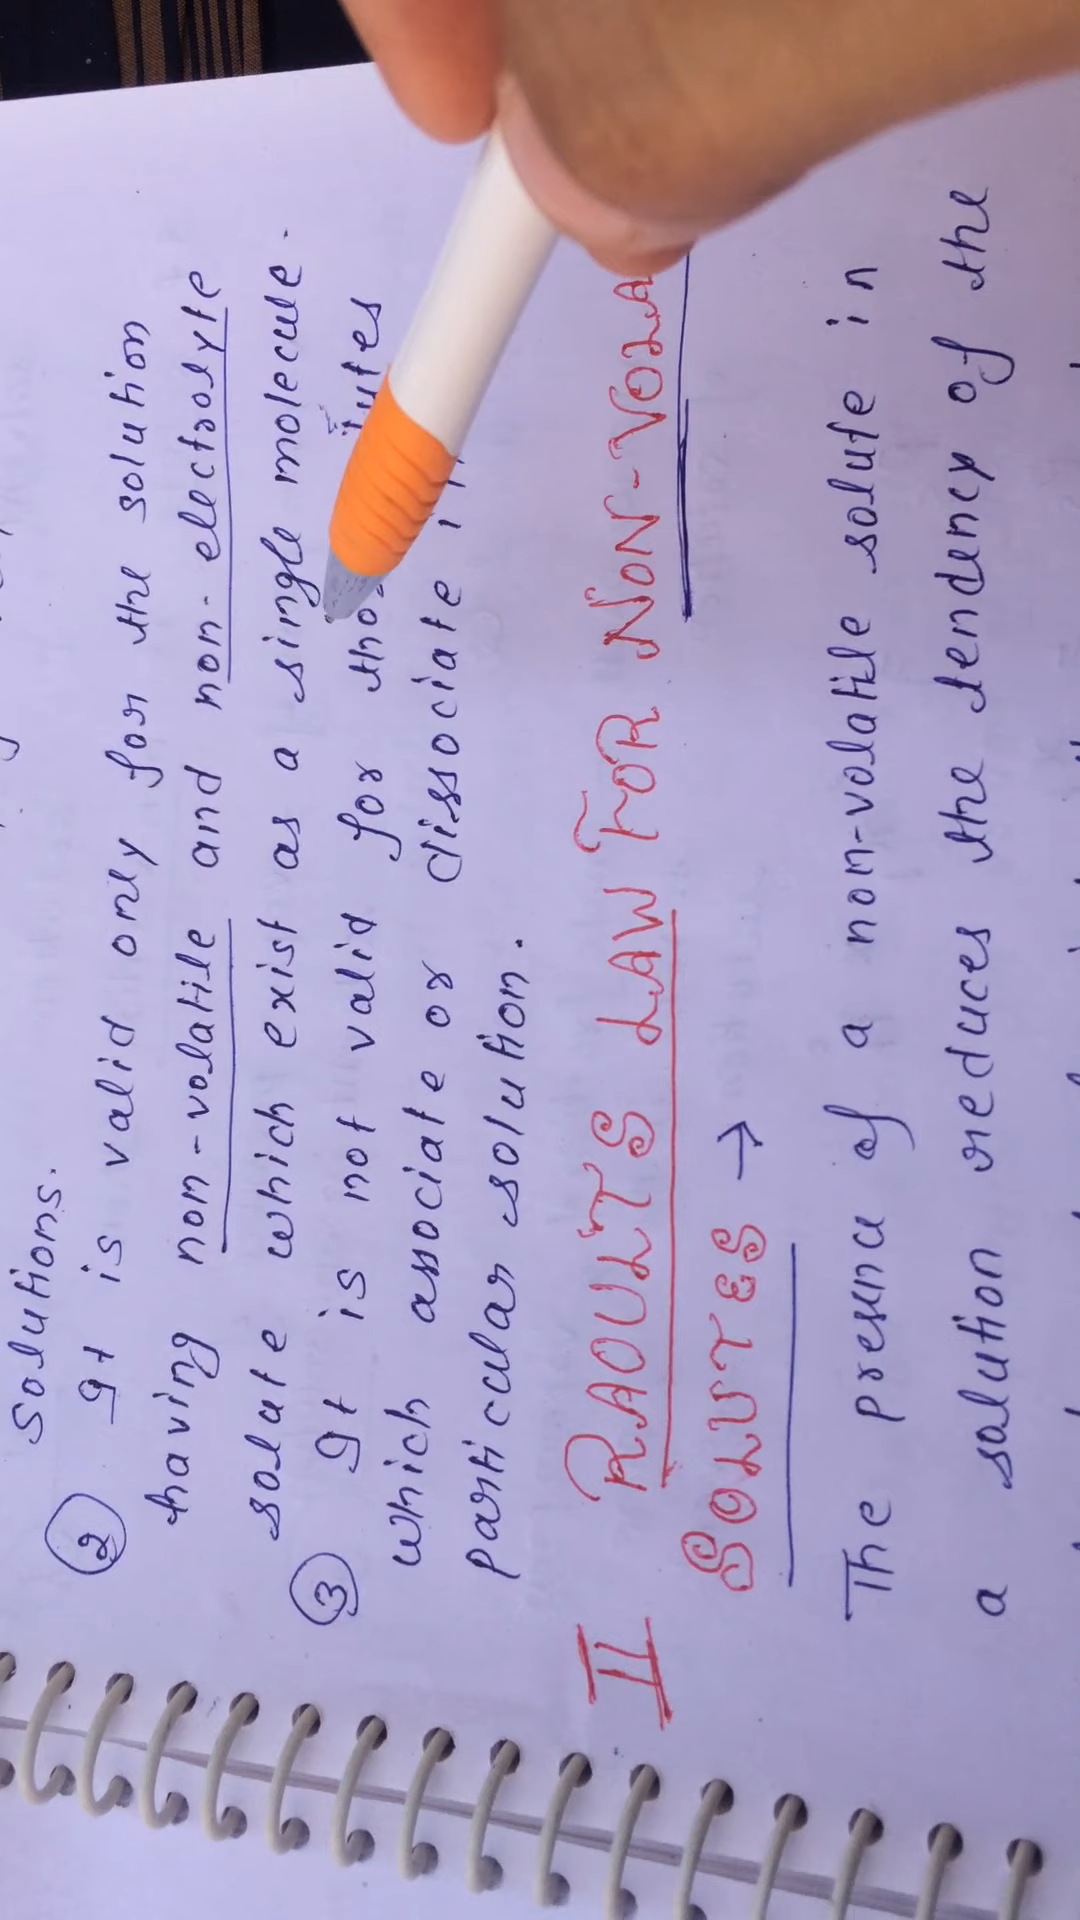 solutions.
② It is valid only for the solution
having non-volatile and non-electrolyte
solute which exist as a single molecule.
③ It is not valid for
which associate or dissociate
particular solution.
II RAOULTS LAW FOR NON-VOLA
SOLUTES →
The presence of a non-volatile solute in
a solution reduces the tendency of the